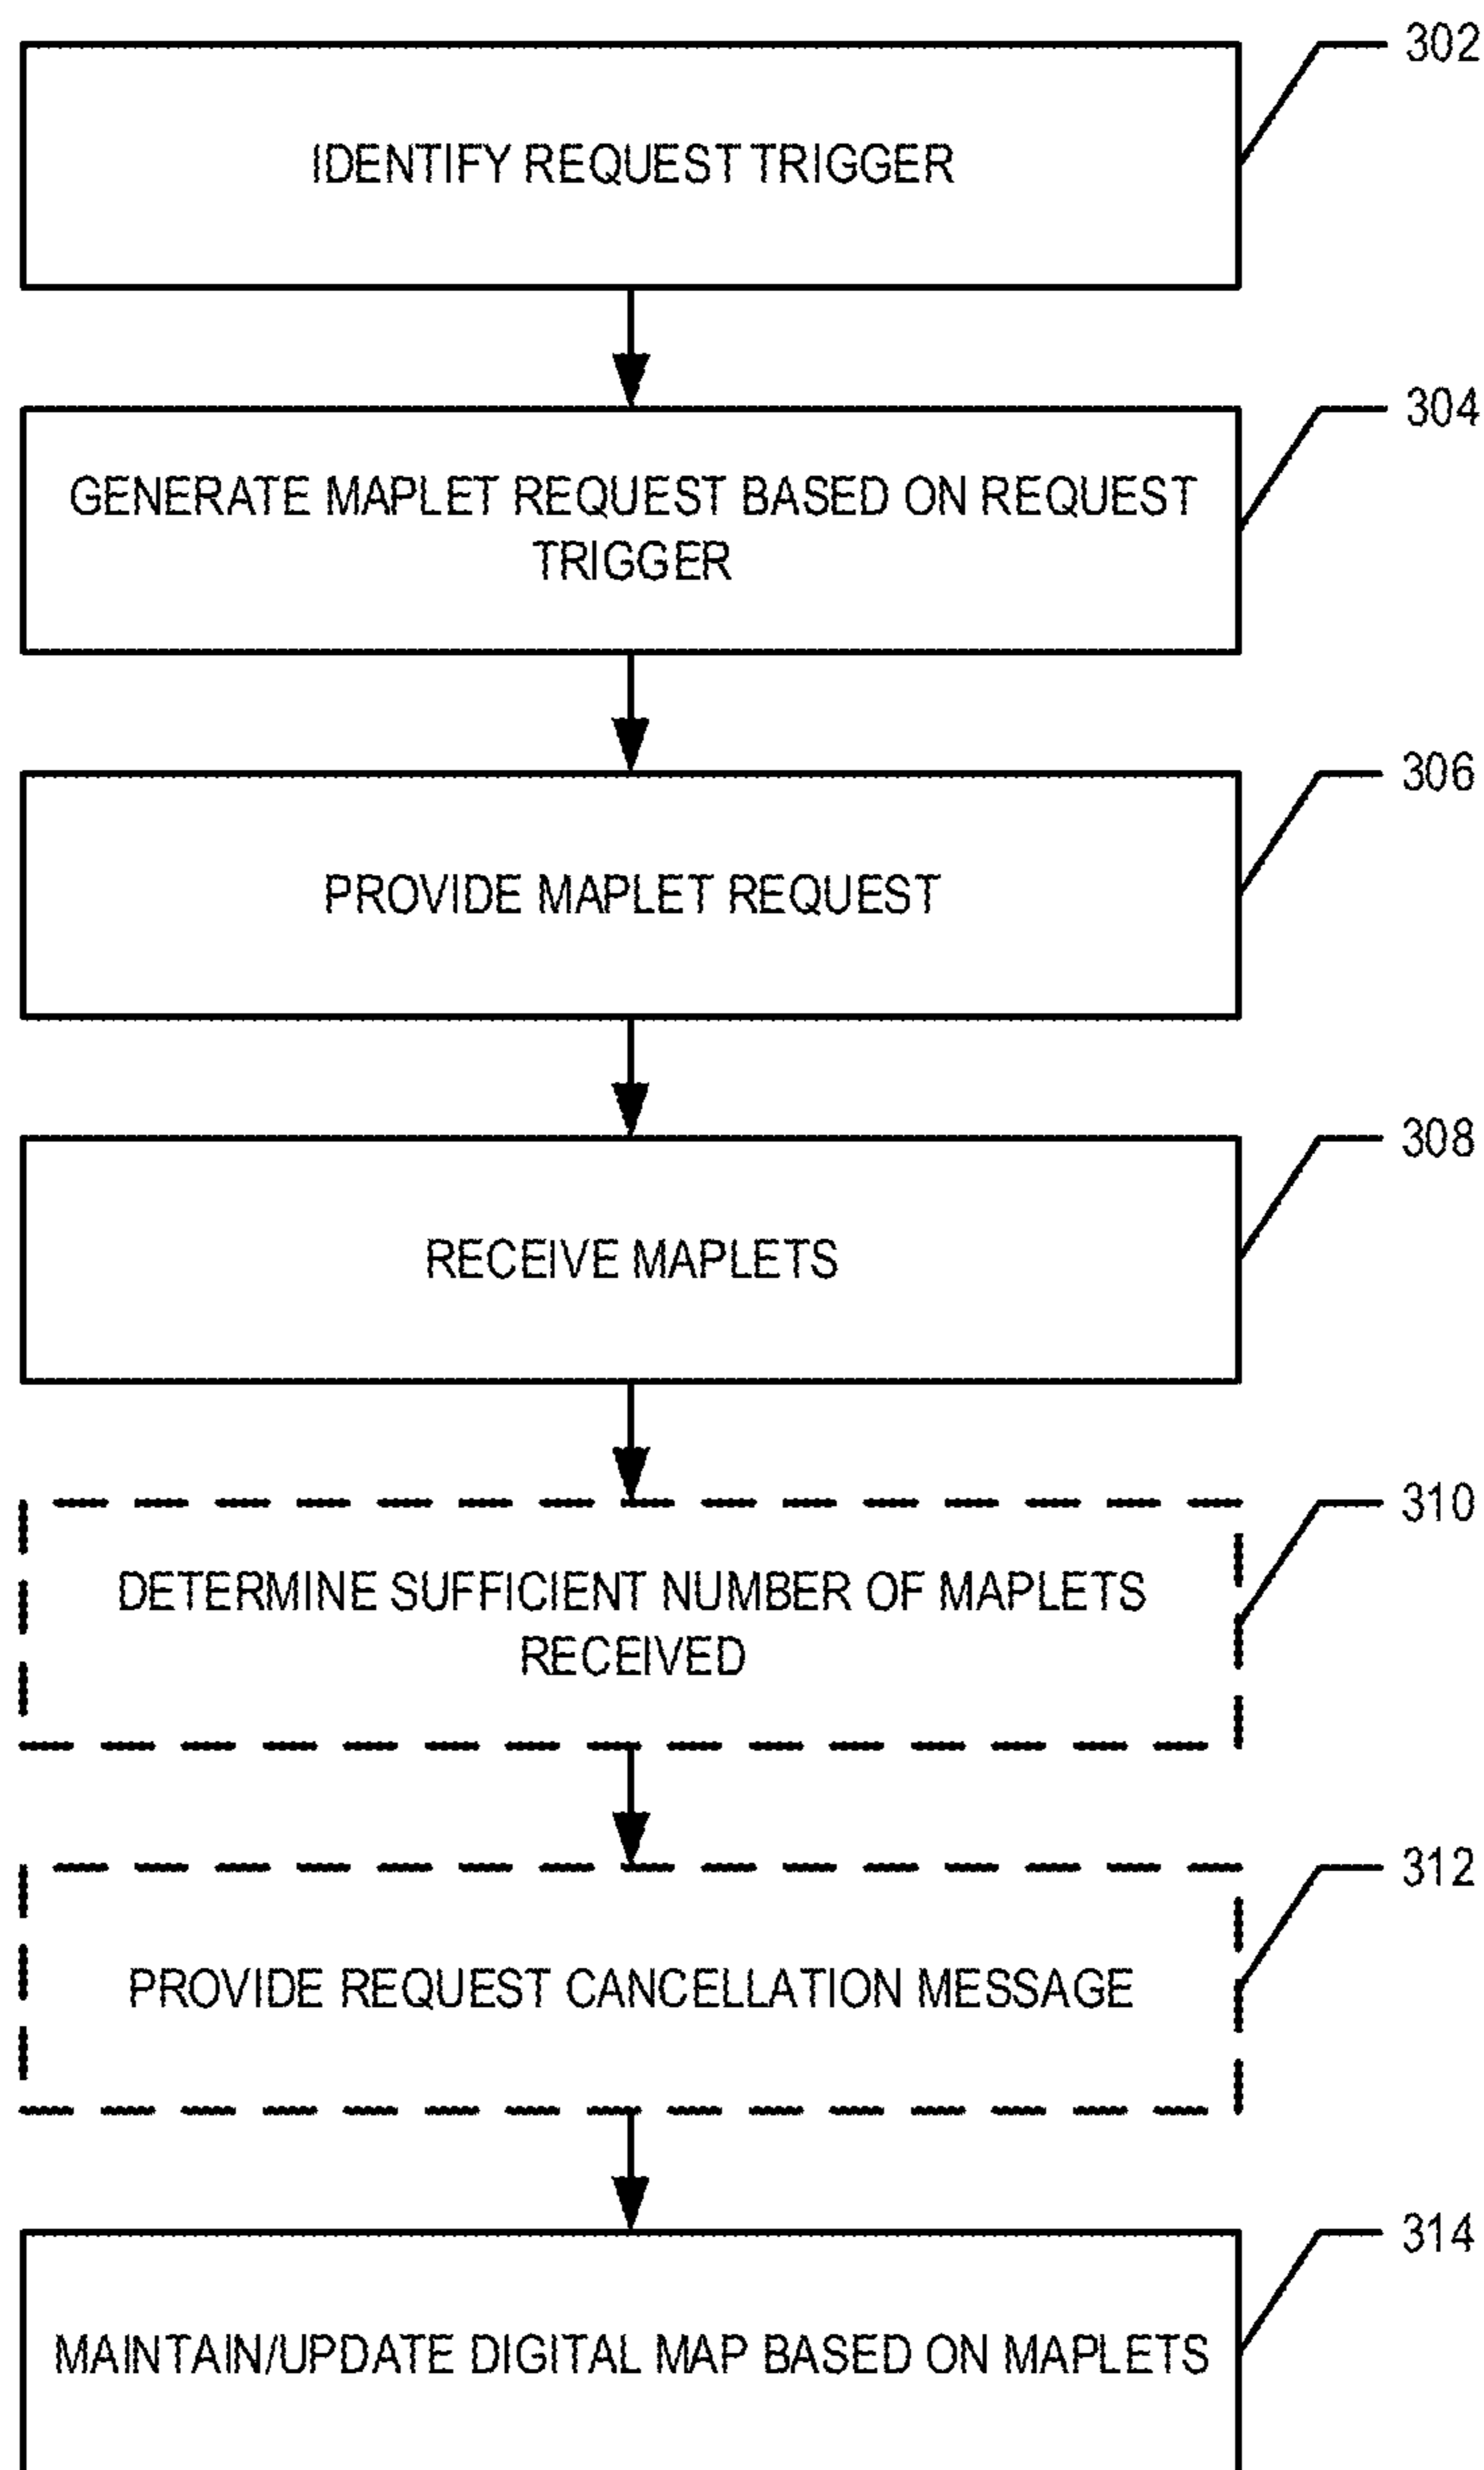 302
IDENTIFY REQUEST TRIGGER
304
GENERATE MAPLET REQUEST BASED ON REQUEST
TRIGGER
306
PROVIDE MAPLET REQUEST
308
RECEIVE MAPLETS
310
DETERMINE SUFFICIENT NUMBER OF MAPLETS
RECEIVED
312
PROVIDE REQUEST CANCELLATION MESSAGE
314
MAINTAIN/UPDATE DIGITAL MAP BASED ON MAPLETS